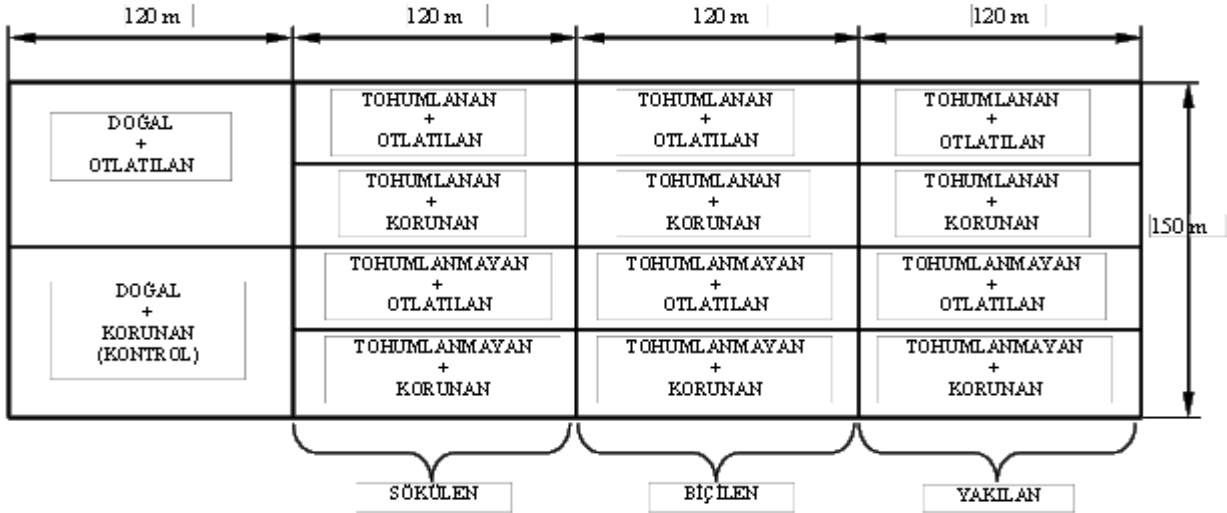 120 m 120 m 120 m 120 m
DOĞAL
+
OTLATILAN
TOHUMLANAN
+
OTLATILAN
TOHUMLANAN
+
OTLATILAN
TOHUMLANAN
+
OTLATILAN
TOHUMLANAN
+
KORUNAN
TOHUMLANAN
+
KORUNAN
TOHUMLANAN
+
KORUNAN
150 m
DOĞAL
+
KORUNAN
(KONTROL)
TOHUMLANMAYAN
+
OTLATILAN
TOHUMLANMAYAN
+
OTLATILAN
TOHUMLANMAYAN
+
OTLATILAN
TOHUMLANMAYAN
+
KORUNAN
TOHUMLANMAYAN
+
KORUNAN
TOHUMLANMAYAN
+
KORUNAN
SÖKÜLEN
BİÇİLEN
YAKILAN